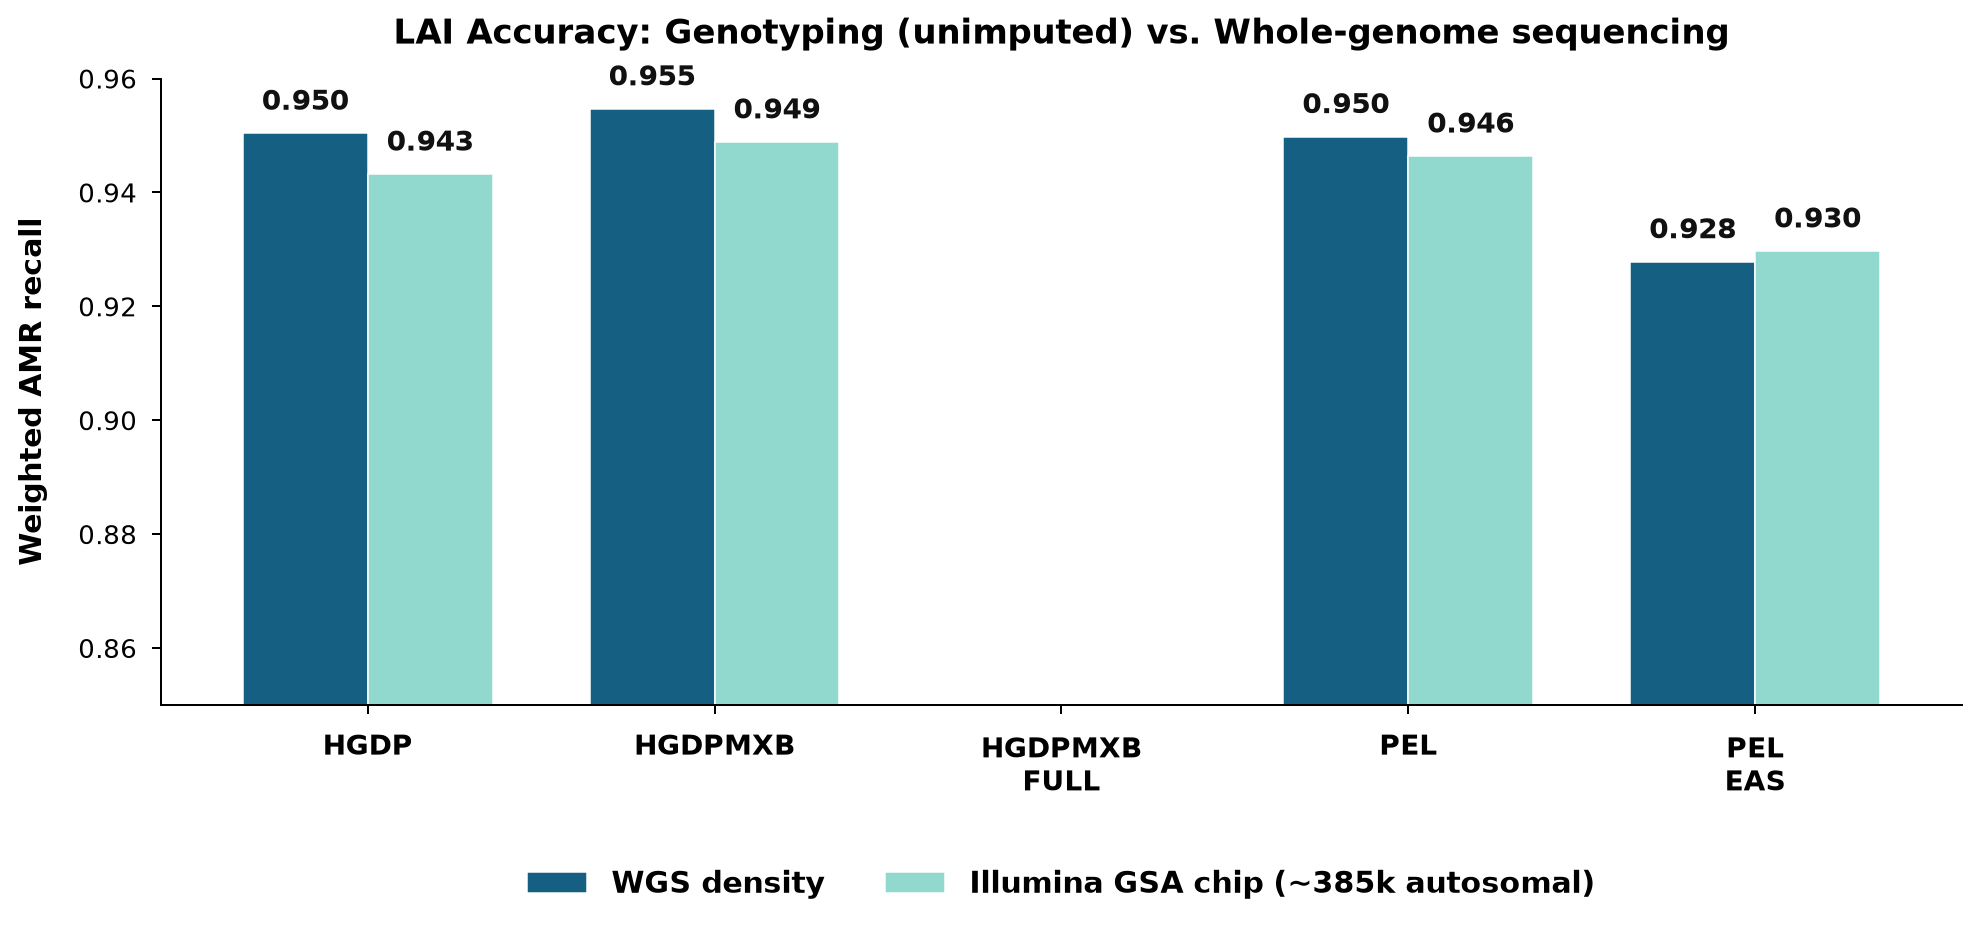 LAI Accuracy: Genotyping (unimputed) vs. Whole-genome sequencing
Weighted AMR recall
0.96
0.94
0.92
0.90
0.88
0.86
0.950
0.943
0.955
0.949
0.950
0.946
0.928
0.930
HGDP
HGDPMXB
HGDPMXB
FULL
PEL
PEL
EAS
WGS density
Illumina GSA chip (~385k autosomal)